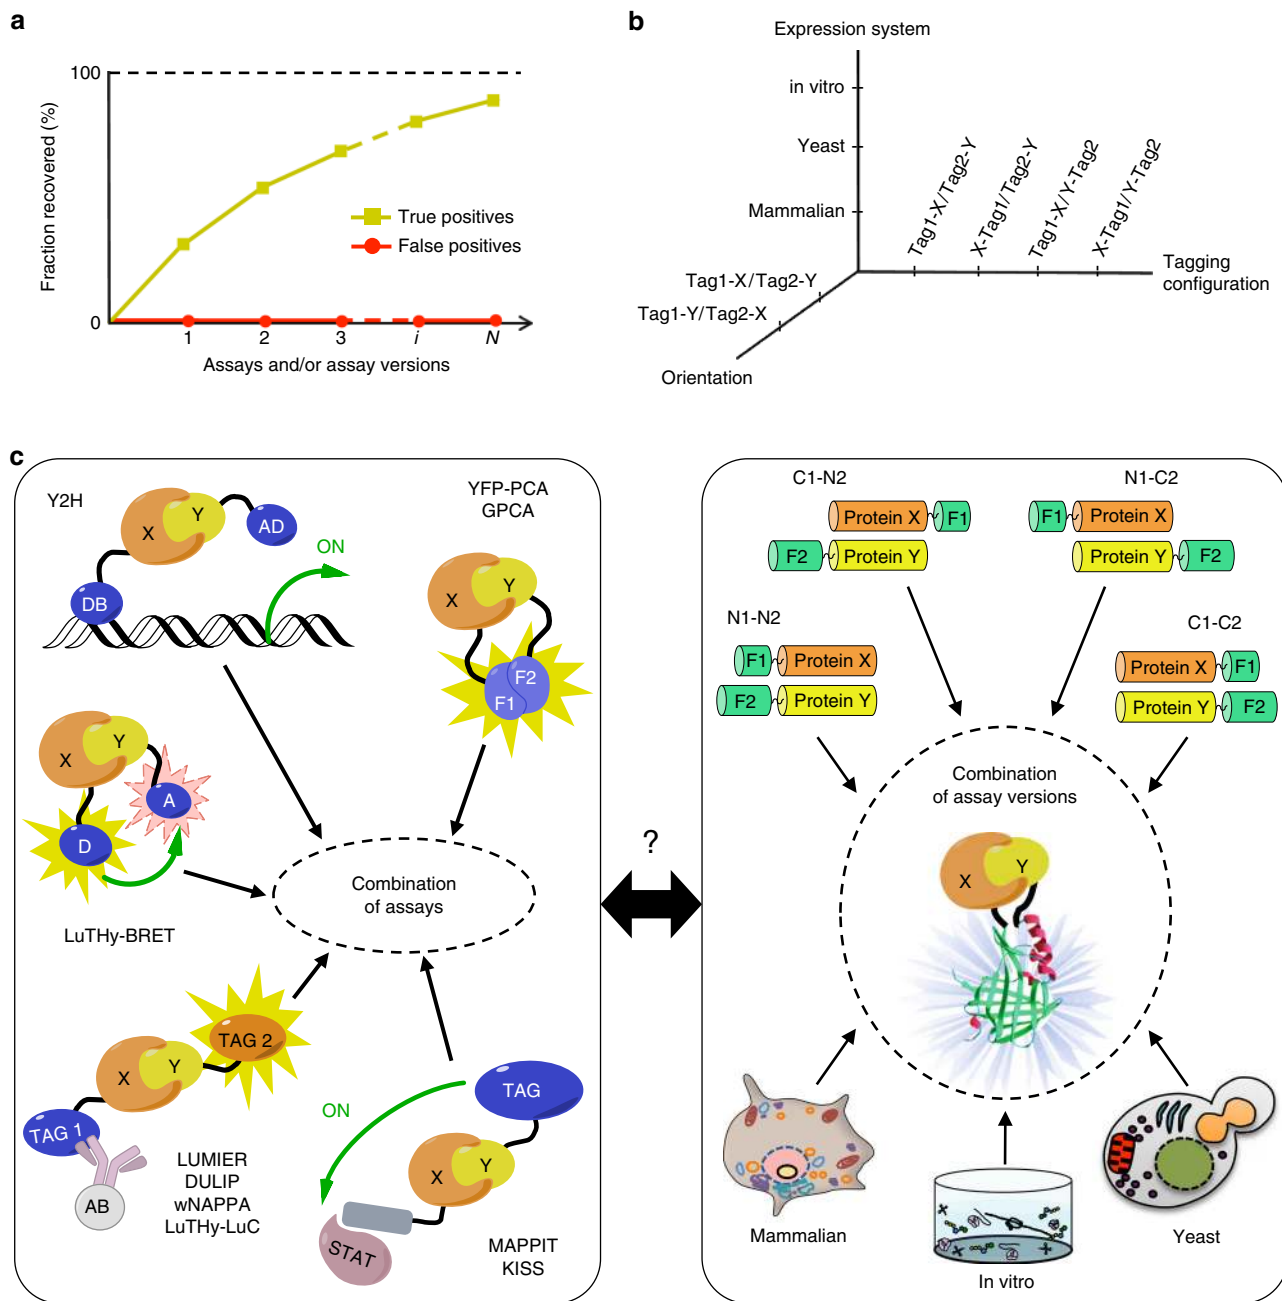 a
100
0
Fraction recovered (%)
True positives
False positives
1 2 3 i N
Assays and/or assay versions
b
Expression system
in vitro
Yeast
Mammalian
Tag1-X/Tag2-Y
X-Tag1/Tag2-Y
Tag1-X/Y-Tag2
X-Tag1/Y-Tag2
Tagging
configuration
Tag1-X/Tag2-Y
Tag1-Y/Tag2-X
Orientation
c
Y2H
X
Y
AD
DB
ON
YFP-PCA
GPCA
X
Y
F1
F2
X
Y
A
D
LuTHy-BRET
Combination
of assays
TAG 2
X
Y
TAG 1
AB
LUMIER
DULIP
wNAPPA
LuTHy-LuC
TAG
ON
X
Y
STAT
MAPPIT
KISS
?
C1-N2
Protein X
F1
F2
Protein Y
N1-C2
F1
Protein X
Protein Y
F2
N1-N2
F1
Protein X
F2
Protein Y
C1-C2
Protein X
F1
Protein Y
F2
Combination
of assay versions
X
Y
Mammalian
In vitro
Yeast